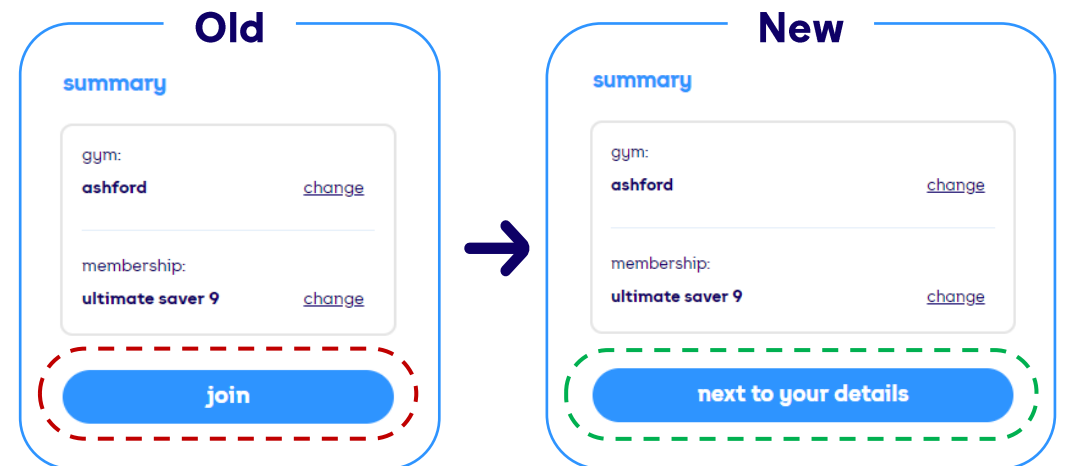 Old
summary
gym:
ashford change
membership:
ultimate saver 9 change
join
New
summary
gym:
ashford change
membership:
ultimate saver 9 change
next to your details